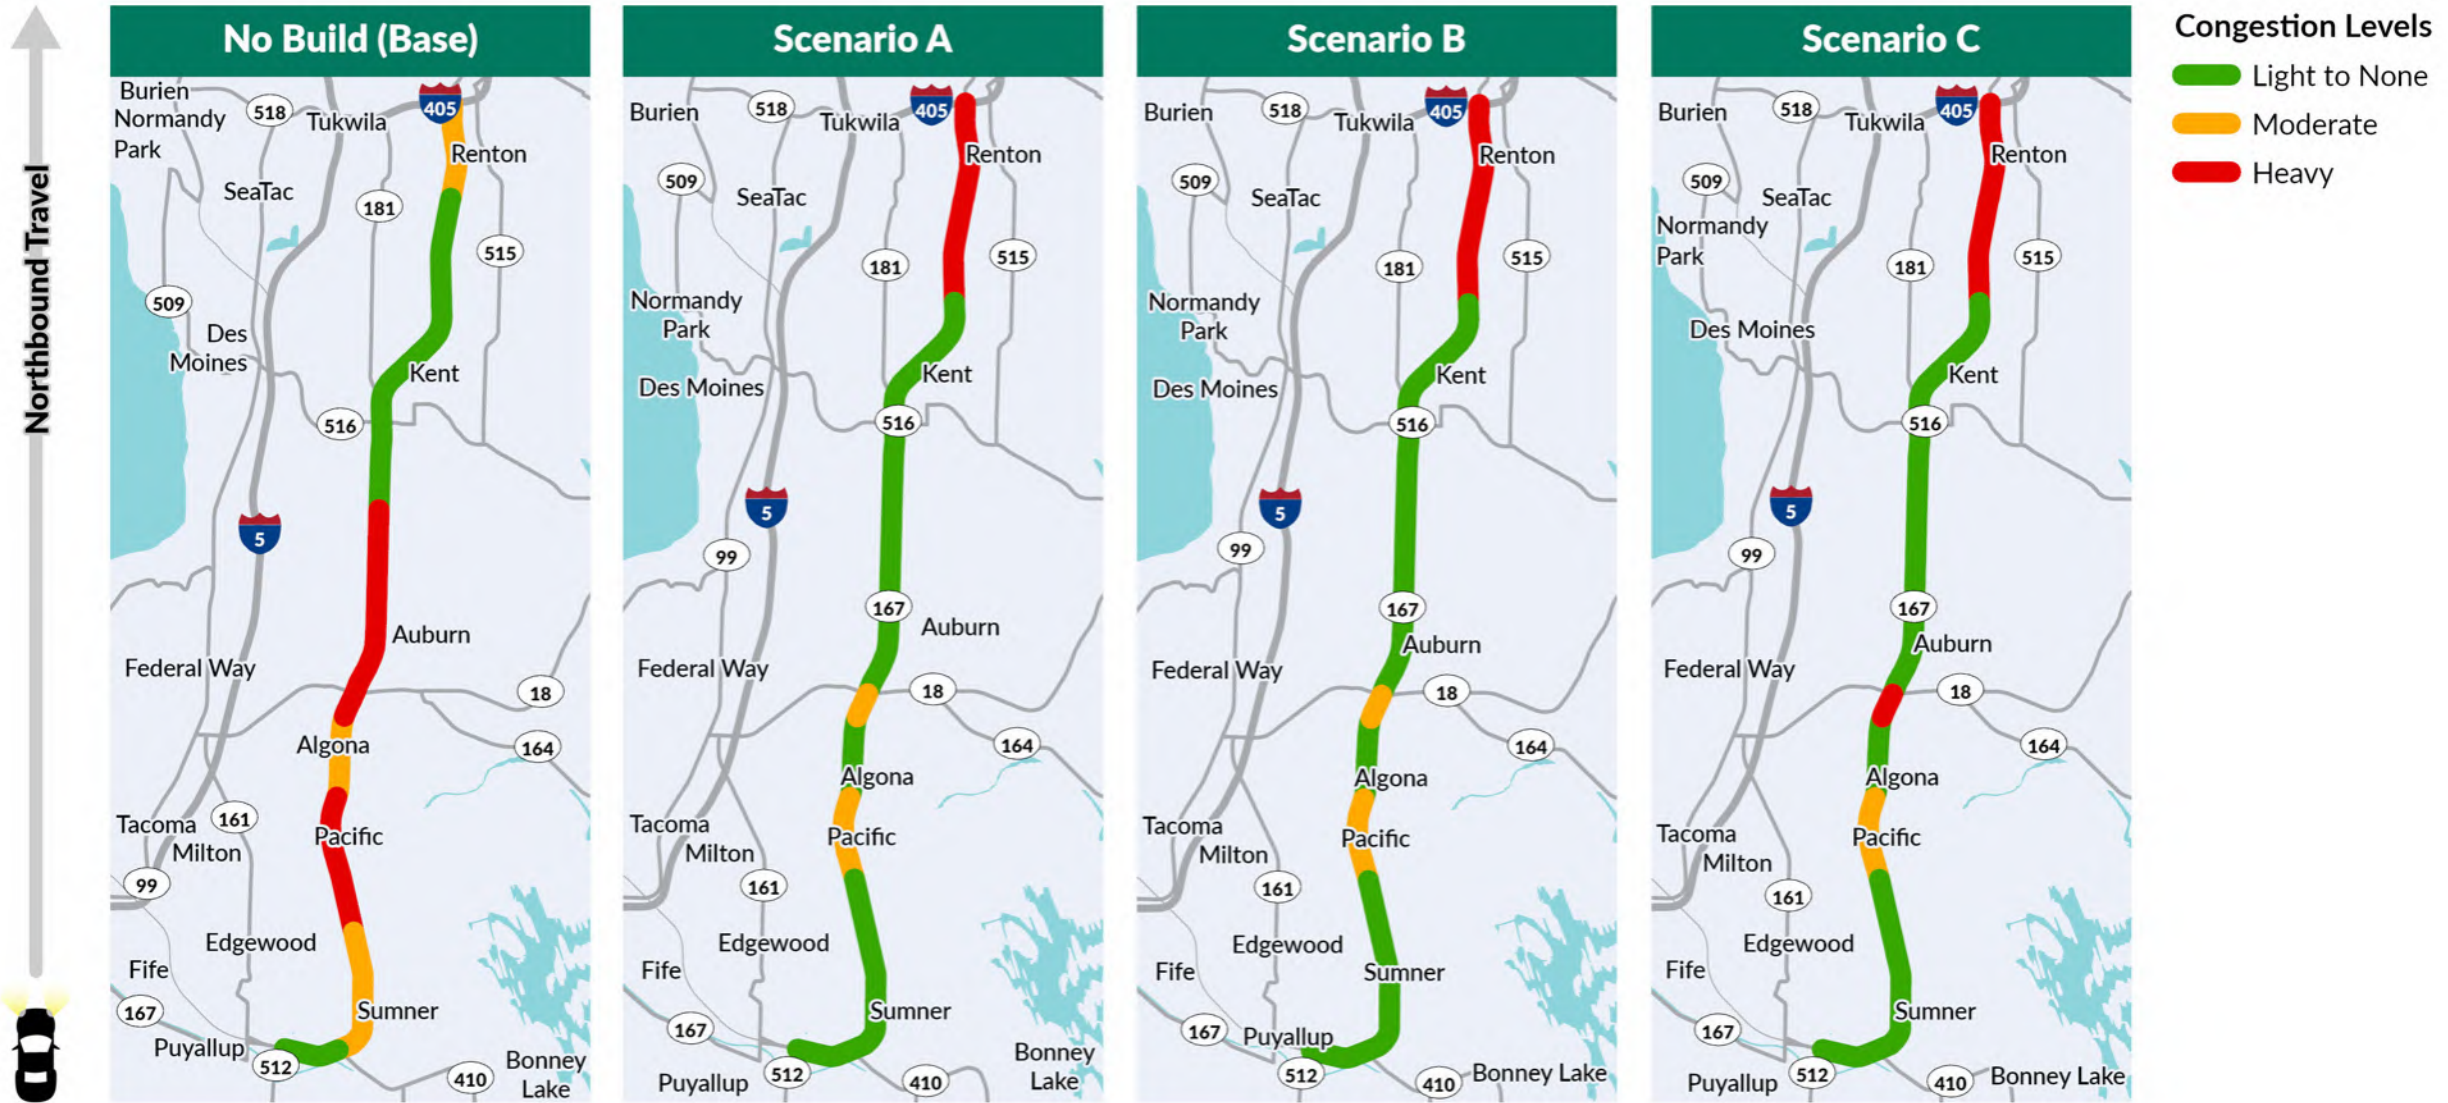 Northbound Travel
No Build (Base)
Burien
Normandy
Park
518
Tukwila
405
Renton
SeaTac
181
515
509
Des
Moines
Kent
516
5
Auburn
Federal Way
18
Algona
164
Tacoma
161
Milton
Pacific
99
Edgewood
Fife
167
Sumner
Puyallup
512
Bonney
Lake
410
Scenario A
Burien
518
Tukwila
405
Renton
509
SeaTac
181
515
Normandy
Park
Des Moines
Kent
516
5
99
167
Auburn
Federal Way
18
164
Algona
Tacoma
Milton
Pacific
161
Edgewood
Fife
167
Sumner
Puyallup
512
410
Bonney
Lake
Scenario B
Burien
518
Tukwila
405
Renton
509
SeaTac
181
515
Normandy
Park
Des Moines
Kent
516
5
99
167
Auburn
Federal Way
18
164
Algona
Tacoma
Milton
Pacific
161
Edgewood
Fife
Sumner
167
Puyallup
512
410
Bonney Lake
Scenario C
Burien
518
Tukwila
405
Renton
509
SeaTac
Normandy
Park
181
515
Des Moines
Kent
516
5
99
167
Auburn
Federal Way
18
164
Algona
Tacoma
Milton
Pacific
161
Edgewood
Fife
167
Sumner
Puyallup
512
410
Bonney Lake
Congestion Levels
Light to None
Moderate
Heavy